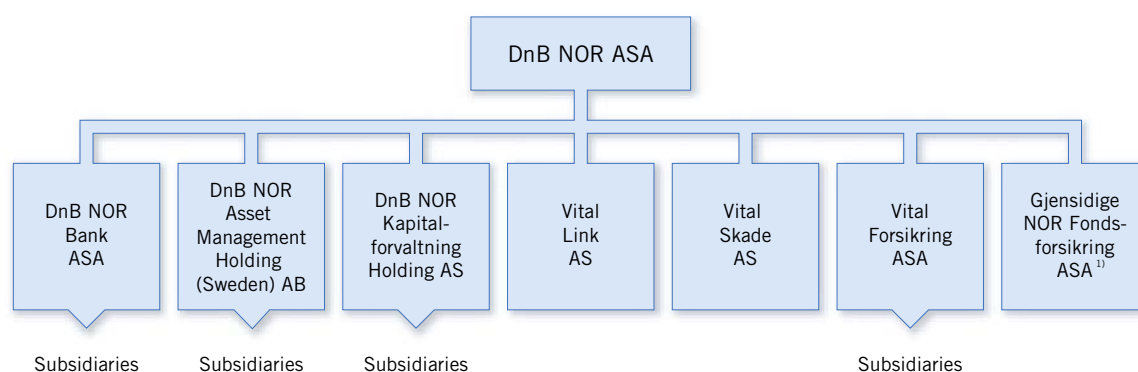 DnB NOR ASA
DnB NOR
Bank
ASA
DnB NOR
Asset
Management
Holding
(Sweden) AB
DnB NOR
Kapital-
forvaltning
Holding AS
Vital
Link
AS
Vital
Skade
AS
Vital
Forsikring
ASA
Gjensidige
NOR Fonds-
forsikring
ASA 1)
Subsidiaries
Subsidiaries
Subsidiaries
Subsidiaries